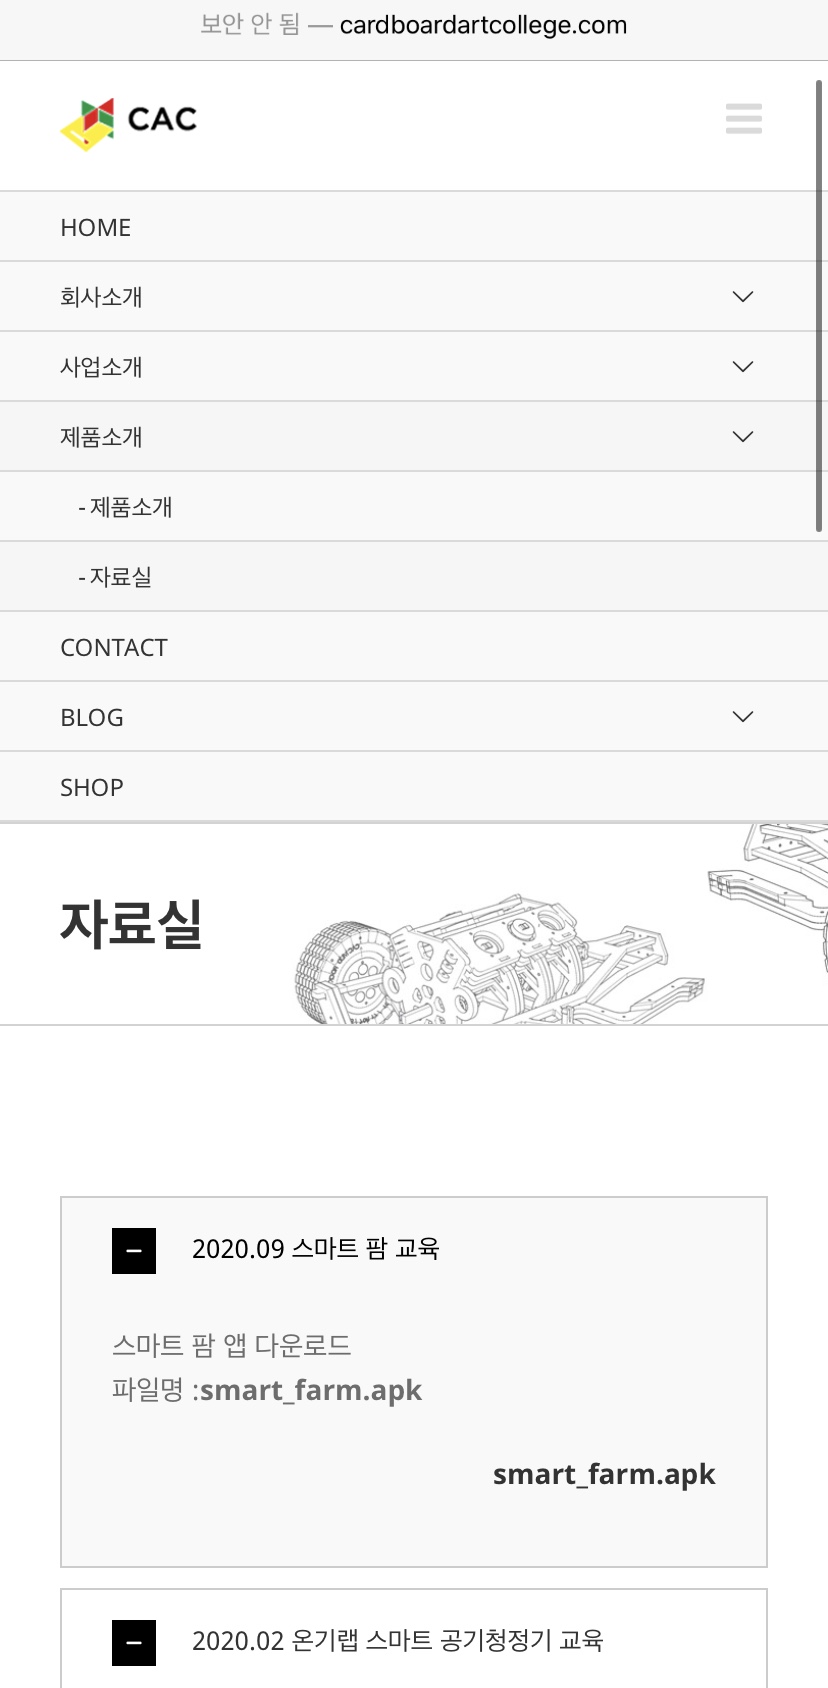 보안 안 됨 — cardboardartcollege.com
CAC
HOME
회사소개
사업소개
제품소개
- 제품소개
- 자료실
CONTACT
BLOG
SHOP
자료실
2020.09 스마트 팜 교육
스마트 팜 앱 다운로드
파일명 :smart_farm.apk
smart_farm.apk
2020.02 온기랩 스마트 공기청정기 교육